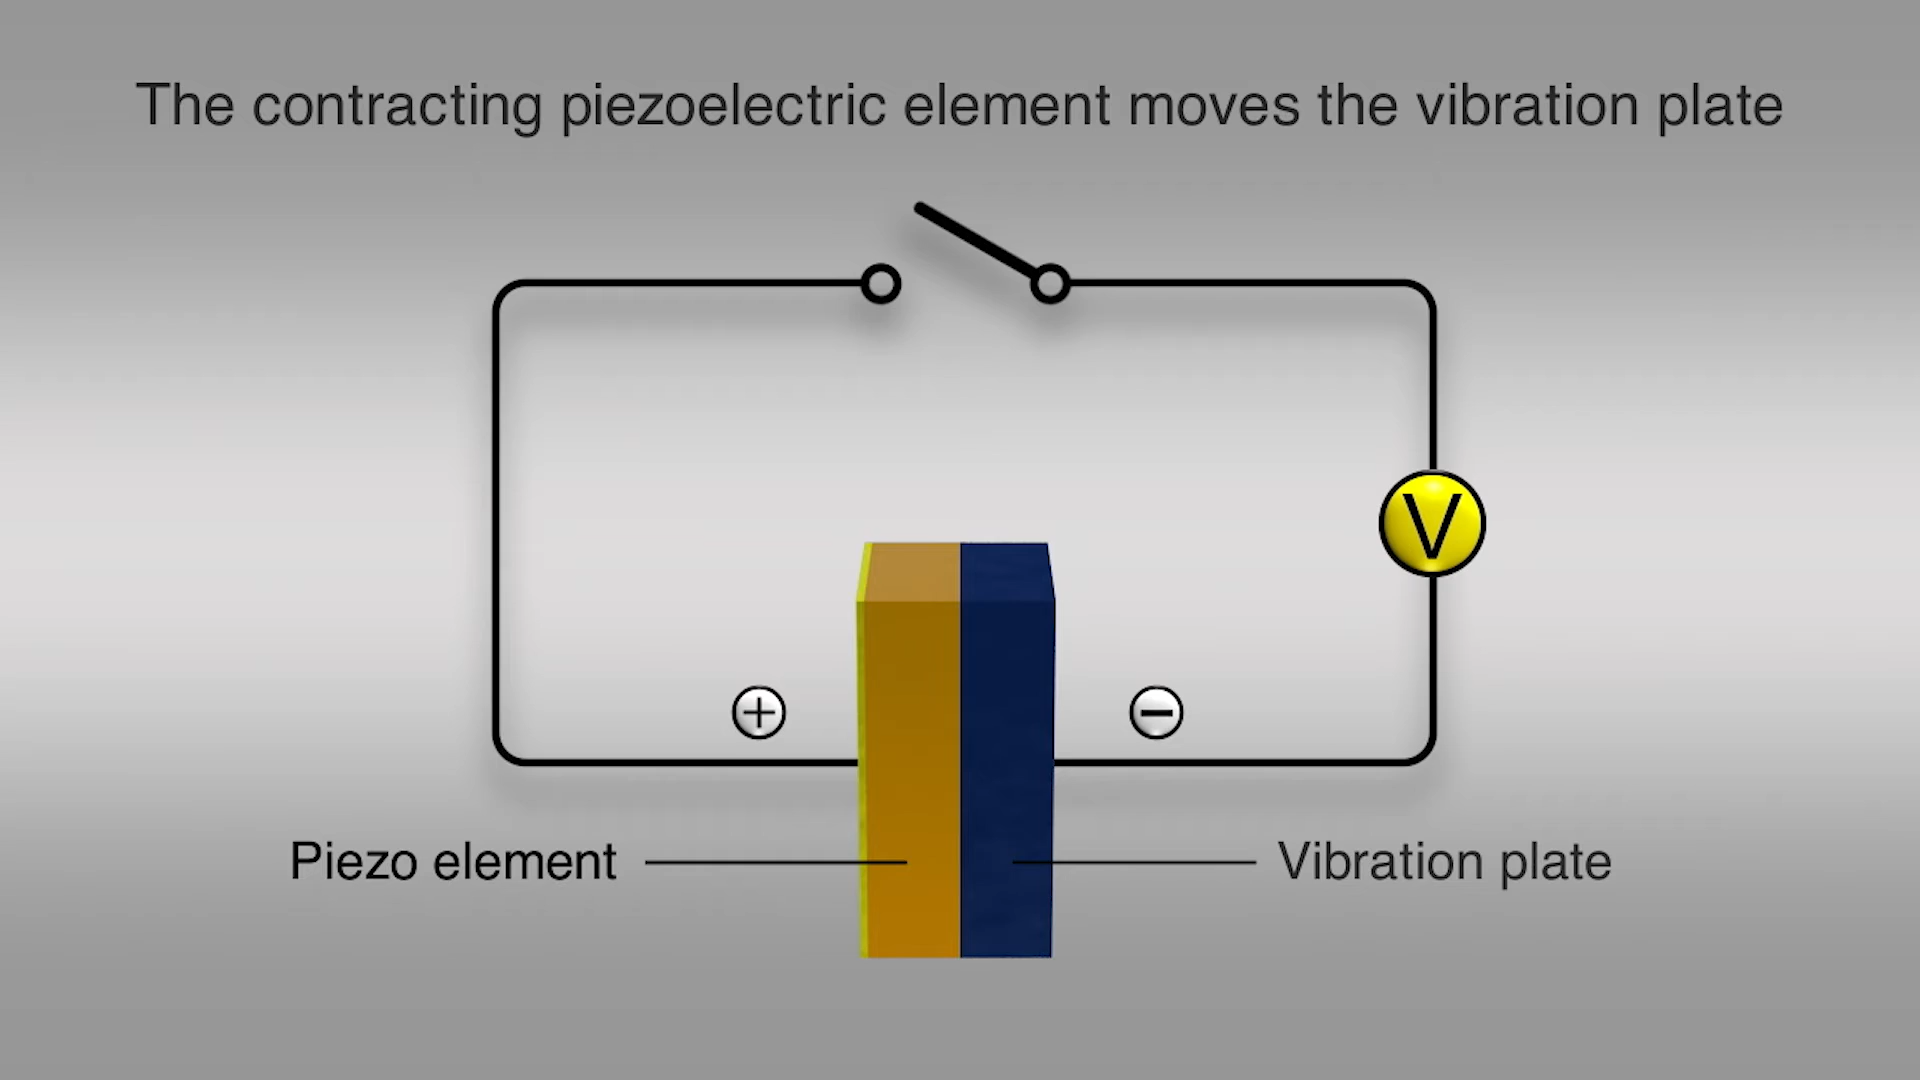 The contracting piezoelectric element moves the vibration plate
V
+
−
Piezo element
Vibration plate